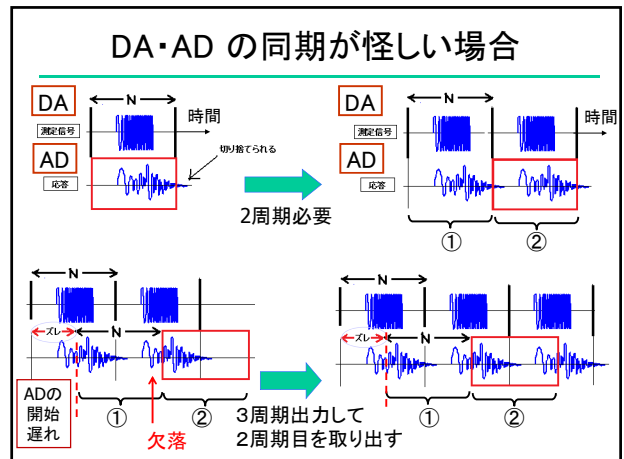 DA・AD の同期が怪しい場合
DA
N
時間
測定信号
AD
応答
切り捨てられる
2周期必要
DA
N
時間
測定信号
AD
応答
①
②
N
ズレ
N
ADの
開始
遅れ
①
②
欠落
3周期出力して
2周期目を取り出す
N
ズレ
N
①
②